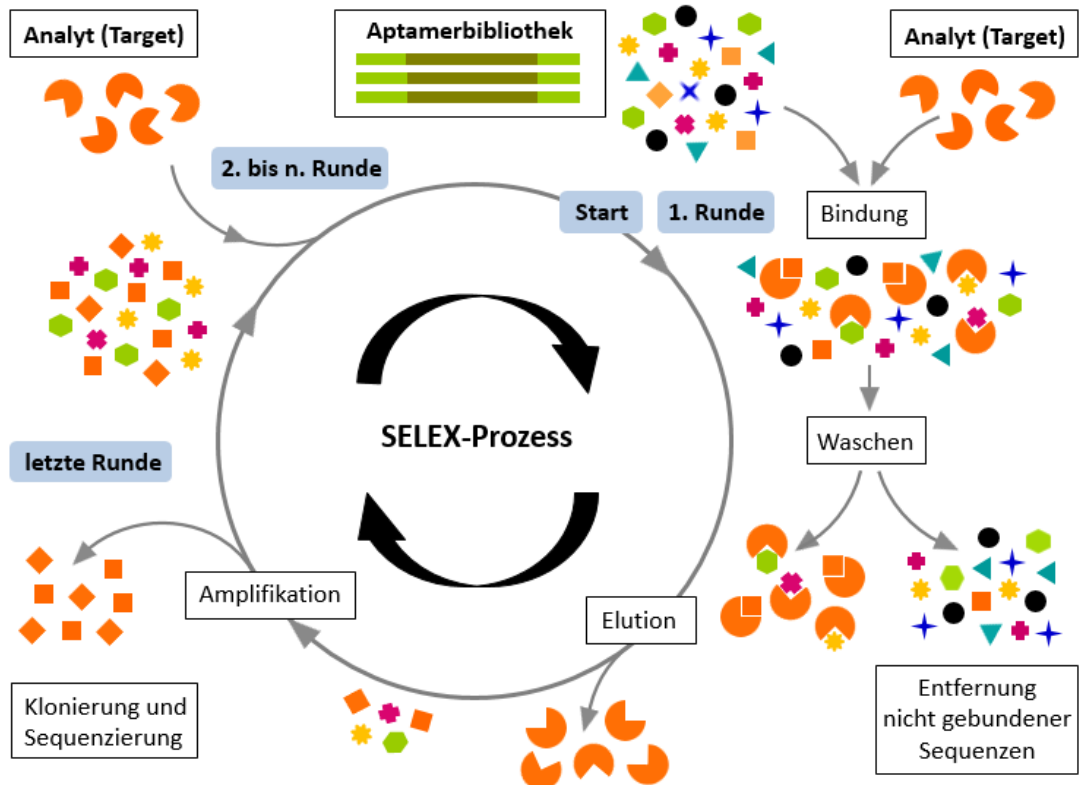 Analyt (Target)
Aptamerbibliothek
Analyt (Target)
2. bis n. Runde
Start
1. Runde
Bindung
SELEX-Prozess
Waschen
letzte Runde
Amplifikation
Elution
Klonierung und
Sequenzierung
Entfernung
nicht gebundener
Sequenzen